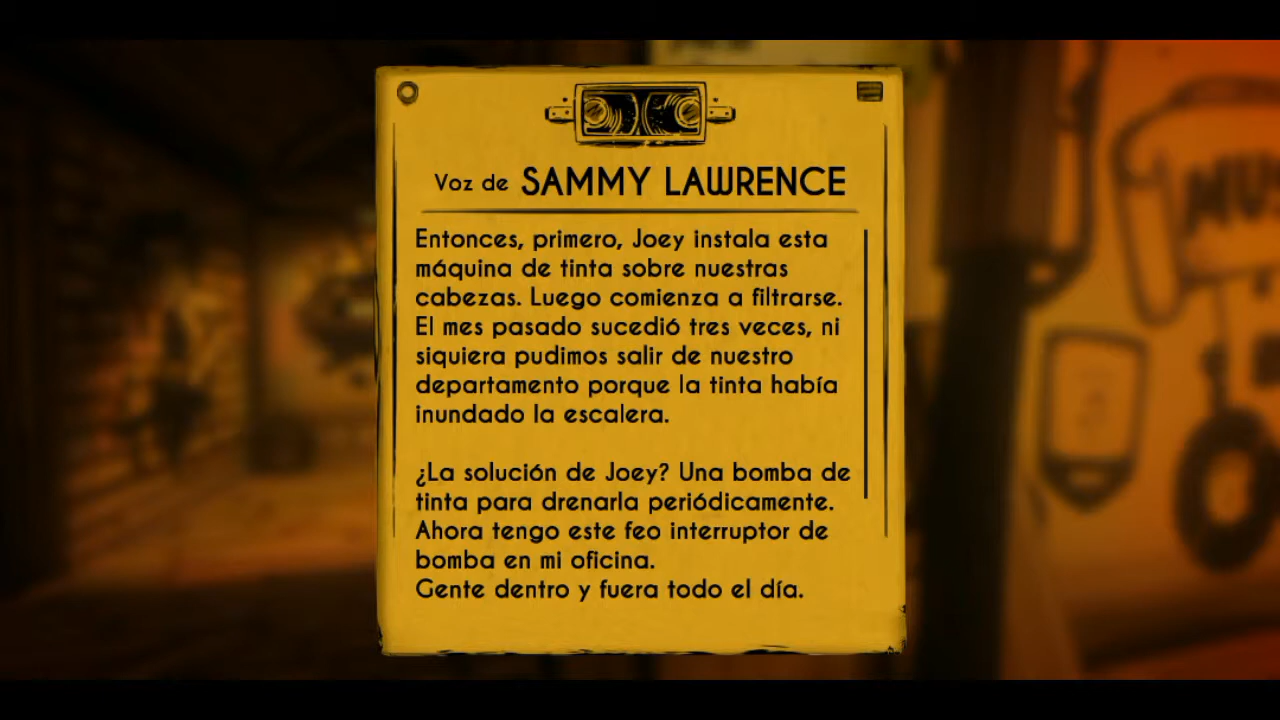 Voz de SAMMY LAWRENCE
Entonces, primero, Joey instala esta
máquina de tinta sobre nuestras
cabezas. Luego comienza a filtrarse.
El mes pasado sucedió tres veces, ni
siquiera pudimos salir de nuestro
departamento porque la tinta había
inundado la escalera.
¿La solución de Joey? Una bomba de
tinta para drenarla periódicamente.
Ahora tengo este feo interruptor de
bomba en mi oficina.
Gente dentro y fuera todo el día.